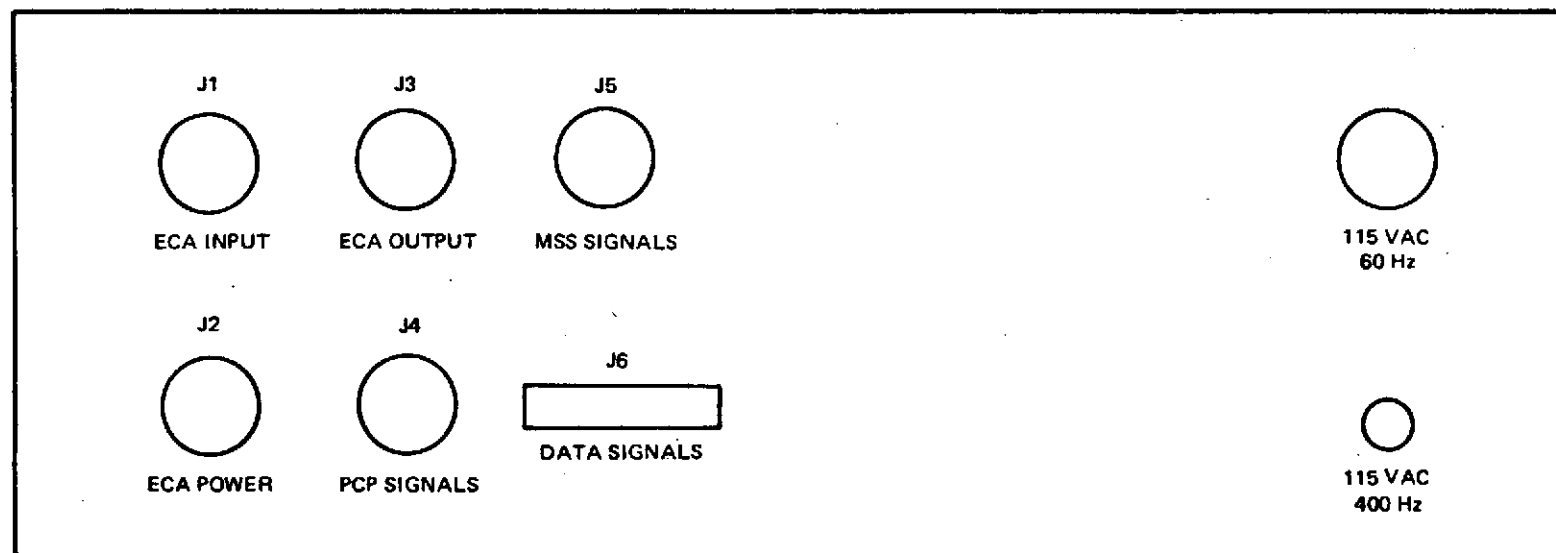 J1
ECA INPUT
J3
ECA OUTPUT
J5
MSS SIGNALS
115 VAC
60 Hz
J2
ECA POWER
J4
PCP SIGNALS
J6
DATA SIGNALS
115 VAC
400 Hz